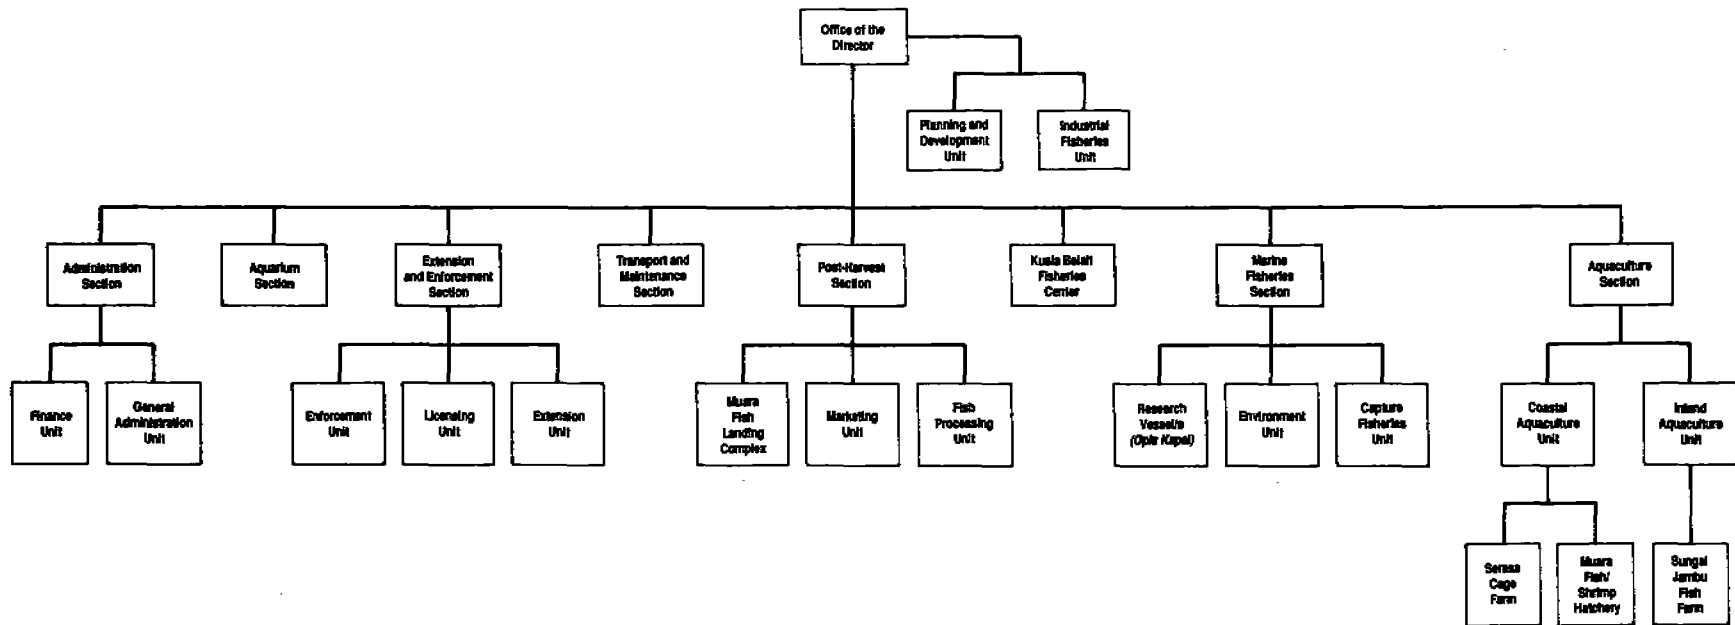 Office of the
Director
Planning and
Development
Unit
Industrial
Fisheries
Unit
Administration
Section
Aquarium
Section
Extension
and Enforcement
Section
Transport and
Maintenance
Section
Post-Harvest
Section
Kuala Belait
Fisheries
Center
Marine
Fisheries
Section
Aquaculture
Section
Finance
Unit
General
Administration
Unit
Enforcement
Unit
Licensing
Unit
Extension
Unit
Muara
Fish
Landing
Complex
Marketing
Unit
Fish
Processing
Unit
Research
Vessel/s
(Opir Kapal)
Environment
Unit
Capture
Fisheries
Unit
Coastal
Aquaculture
Unit
Inland
Aquaculture
Unit
Serasa
Cage
Farm
Muara
Fish/
Shrimp
Hatchery
Sungai
Jambu
Fish
Farm